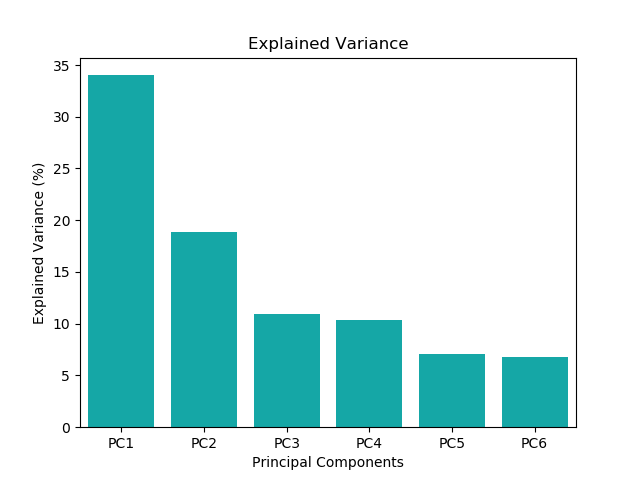 Explained Variance
35
30
25
20
15
10
5
0
Explained Variance (%)
PC1 PC2 PC3 PC4 PC5 PC6
Principal Components